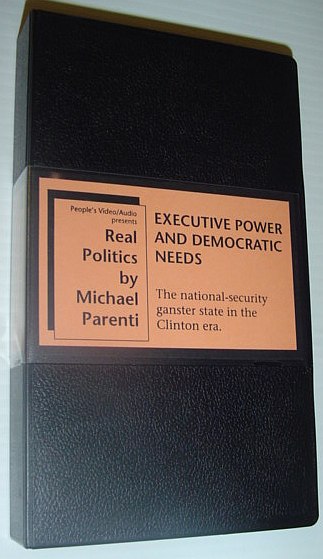 People's Video/Audio
presents
Real
Politics
by
Michael
Parenti
EXECUTIVE POWER
AND DEMOCRATIC
NEEDS
The national-security
ganster state in the
Clinton era.